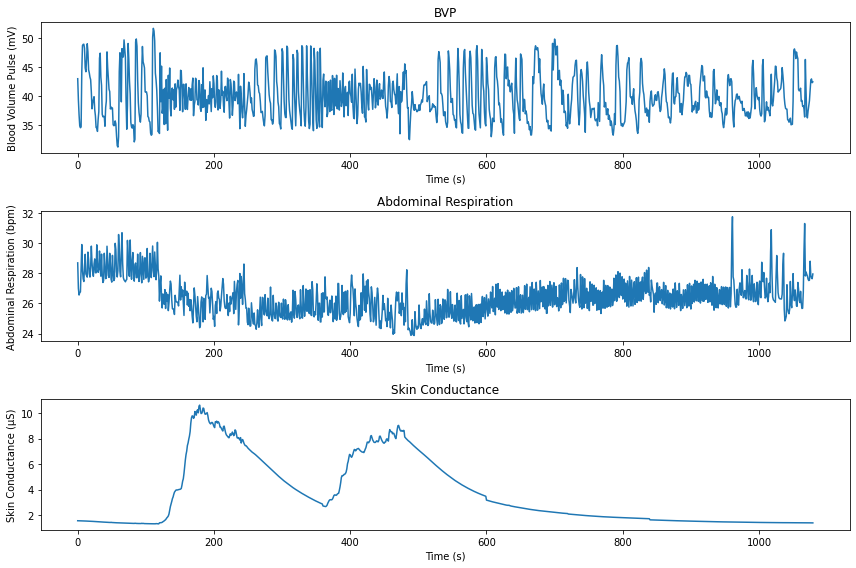 BVP
Blood Volume Pulse (mV)
50
45
40
35
0 200 400 600 800 1000
Time (s)
Abdominal Respiration
Abdominal Respiration (bpm)
32
30
28
26
24
0 200 400 600 800 1000
Time (s)
Skin Conductance
Skin Conductance (μS)
10
8
6
4
2
0 200 400 600 800 1000
Time (s)